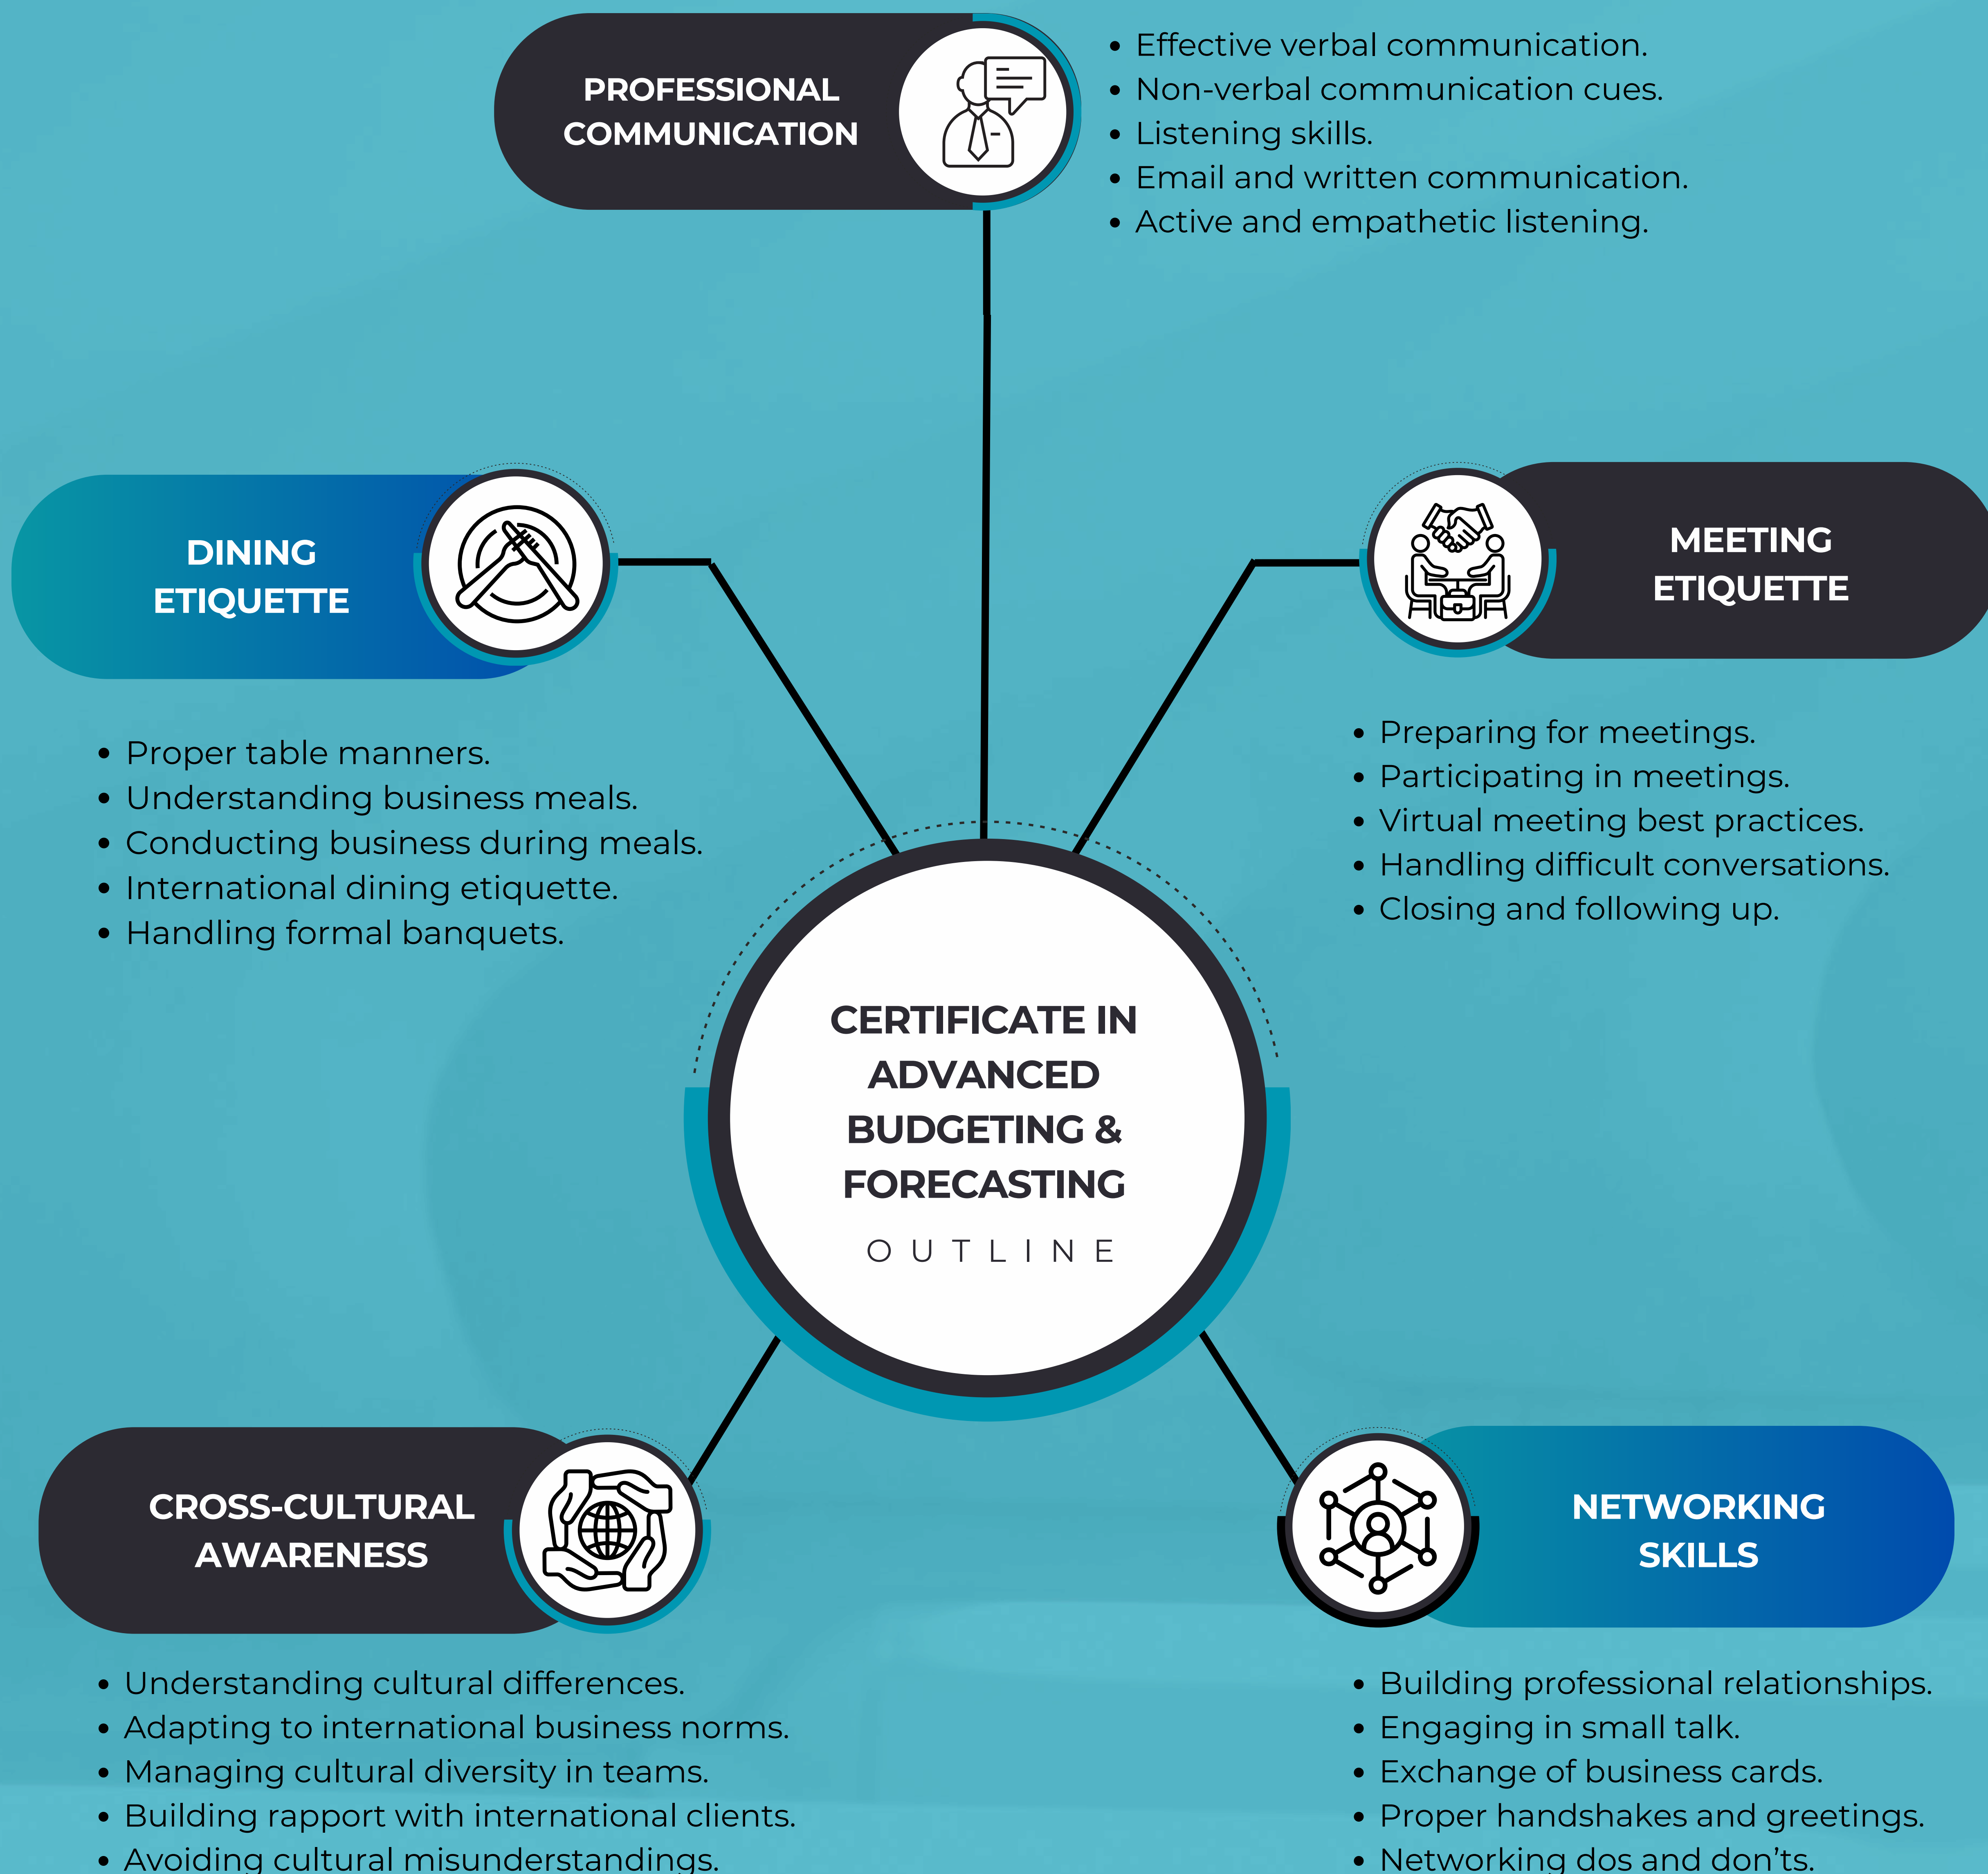 PROFESSIONAL
COMMUNICATION
• Effective verbal communication.
• Non-verbal communication cues.
• Listening skills.
• Email and written communication.
• Active and empathetic listening.
DINING
ETIQUETTE
• Proper table manners.
• Understanding business meals.
• Conducting business during meals.
• International dining etiquette.
• Handling formal banquets.
MEETING
ETIQUETTE
• Preparing for meetings.
• Participating in meetings.
• Virtual meeting best practices.
• Handling difficult conversations.
• Closing and following up.
CERTIFICATE IN
ADVANCED
BUDGETING &
FORECASTING
OUTLINE
CROSS-CULTURAL
AWARENESS
• Understanding cultural differences.
• Adapting to international business norms.
• Managing cultural diversity in teams.
• Building rapport with international clients.
• Avoiding cultural misunderstandings.
NETWORKING
SKILLS
• Building professional relationships.
• Engaging in small talk.
• Exchange of business cards.
• Proper handshakes and greetings.
• Networking dos and don’ts.